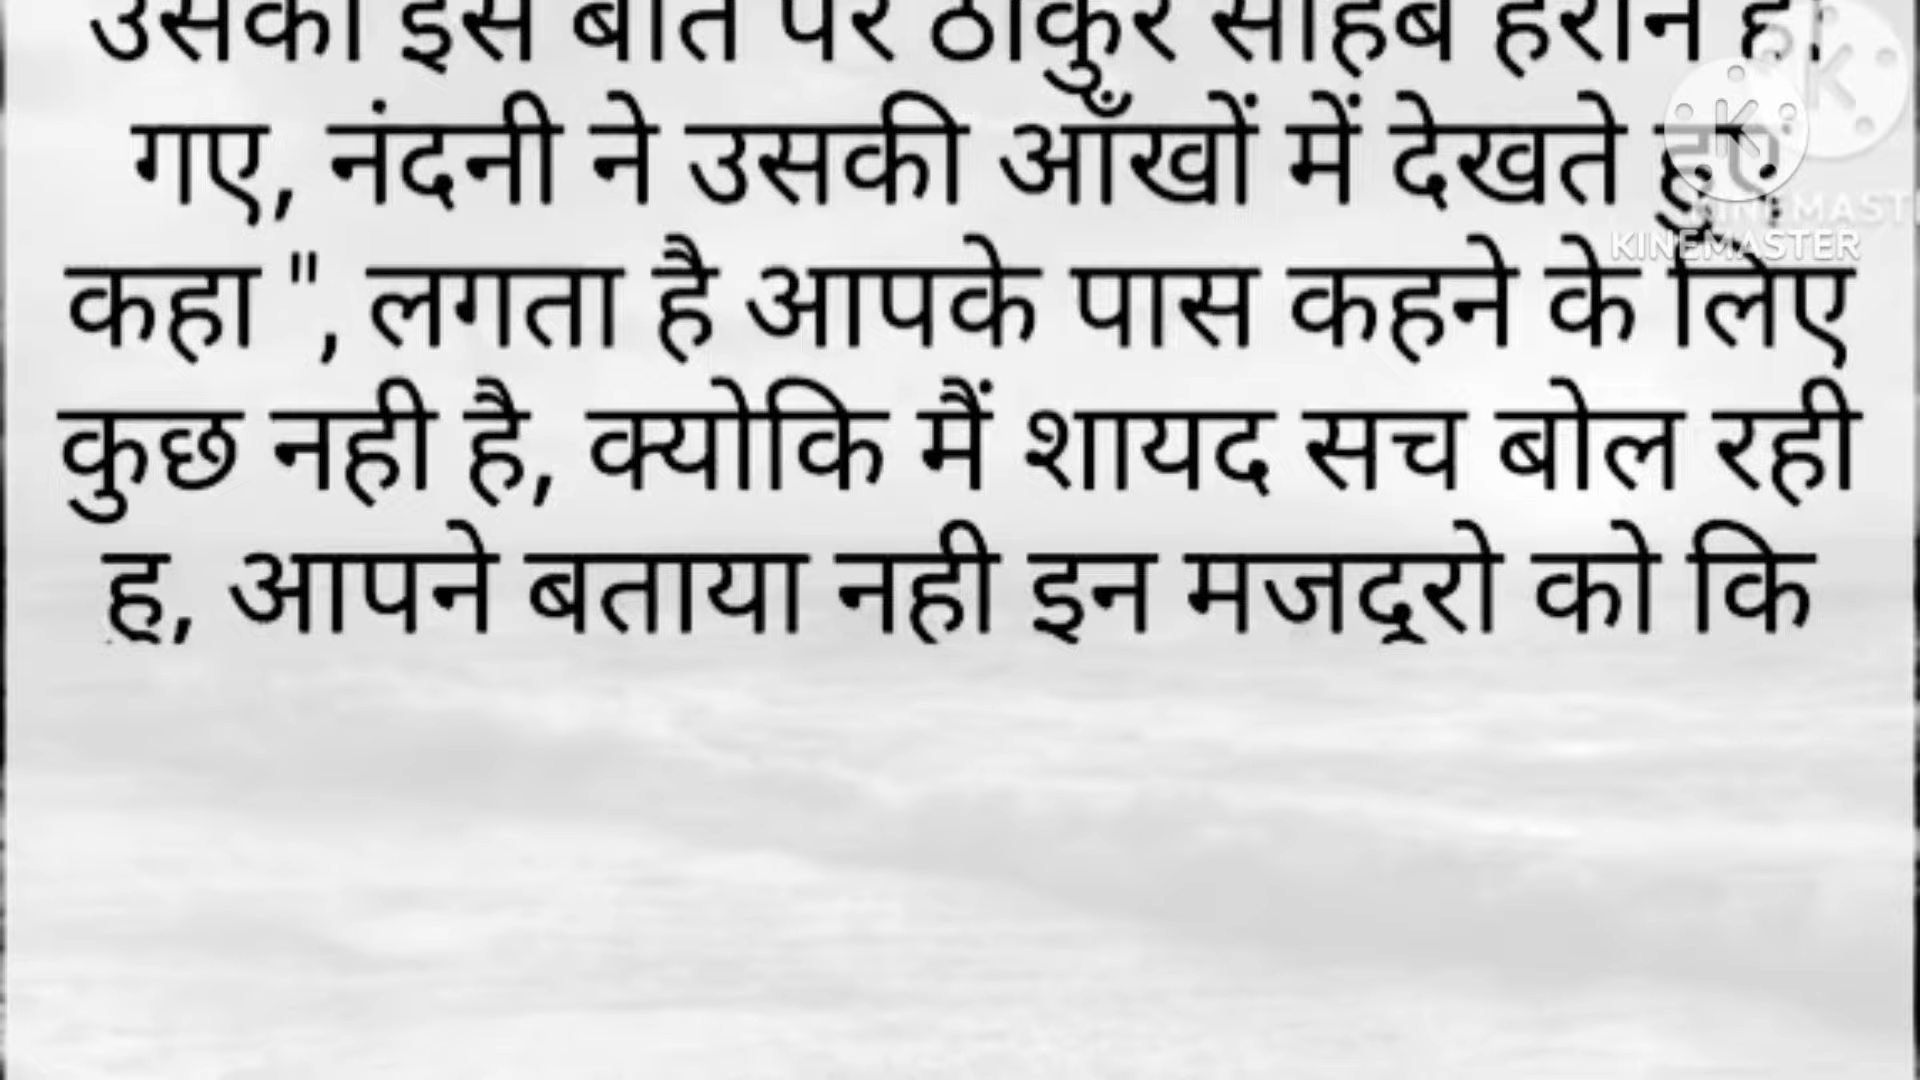 उसकी इस बात पर ठाकुर साहब हैरान हो
गए, नंदनी ने उसकी आँखों में देखते हुए
कहा ", लगता है आपके पास कहने के लिए
कुछ नही है, क्योकि मैं शायद सच बोल रही
हू, आपने बताया नही इन मजदूरो को कि
KINEMASTER
KINEMAST